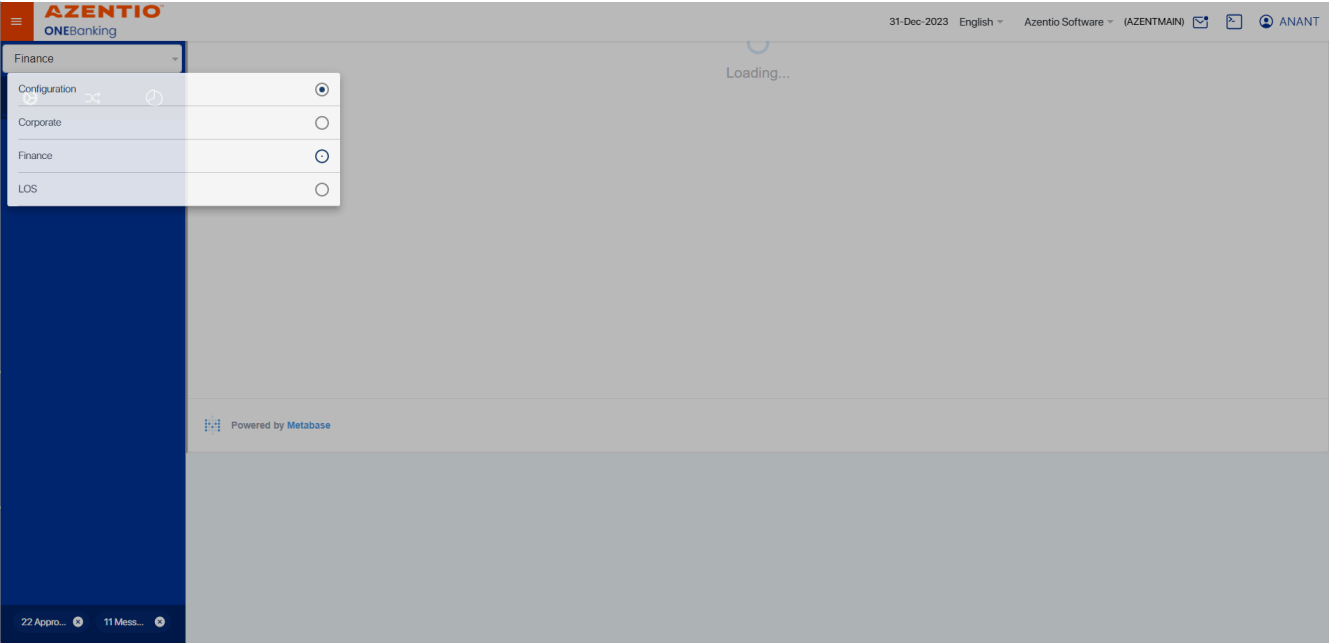 AZENTIO
ONEBanking
31-Dec-2023 English Azentio Software (AZENTMAIN) ANANT
Finance
Loading...
Configuration
Corporate
Finance
LOS
Powered by Metabase
22 Appro... 11 Mess...